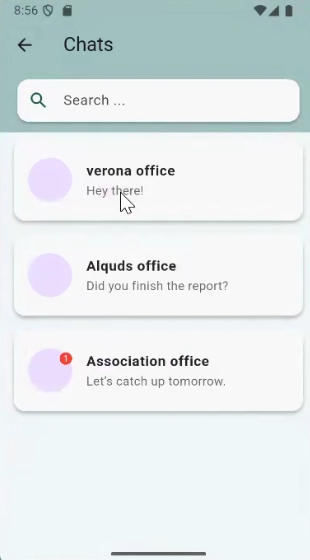 8:56
Chats
Search ...
verona office
Hey there!
Alquds office
Did you finish the report?
1
Association office
Let's catch up tomorrow.